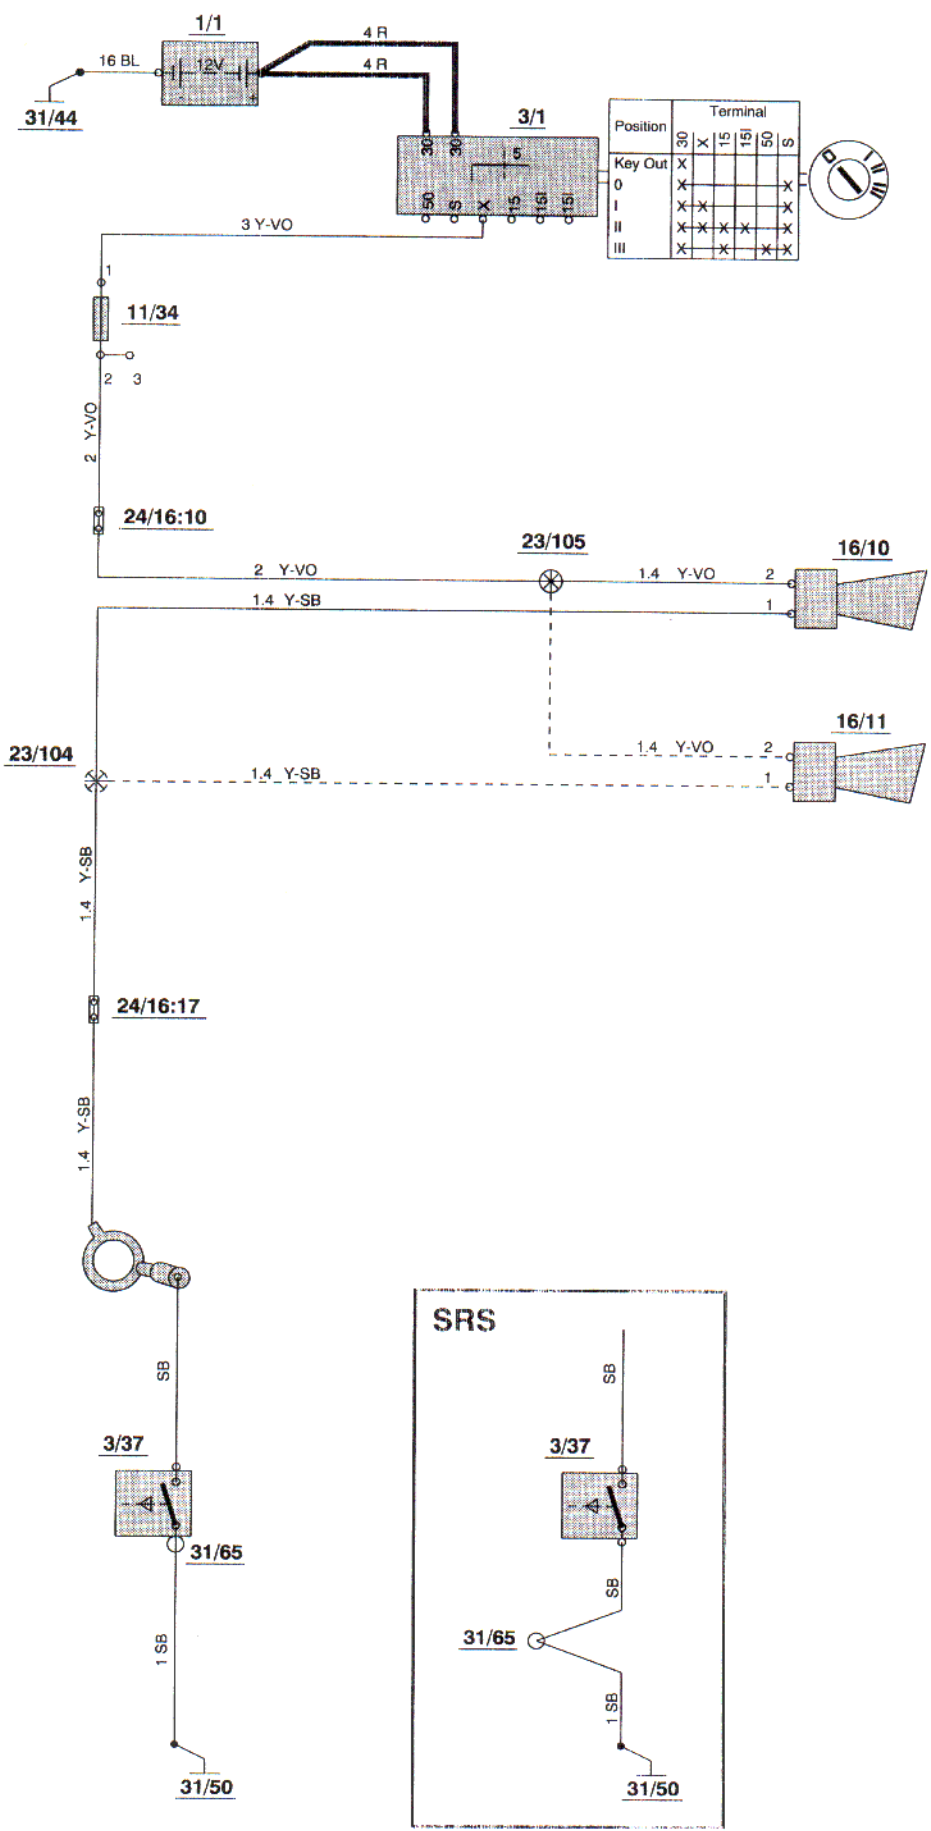 1/1
4 R
16 BL
12V
- +
4 R
31/44
3/1
30 30
5
50 S X 15 15I 15I
Position Terminal
30 X 15 15I 50 S
Key Out X
0 X X
I X X X
II X X X X X
III X X X X
0 I II III
3 Y-VO
1
11/34
2 3
2 Y-VO
24/16:10
23/105
16/10
2 Y-VO
1.4 Y-VO
2
1.4 Y-SB
1
16/11
23/104
1.4 Y-VO
2
1.4 Y-SB
1
1.4 Y-SB
24/16:17
1.4 Y-SB
SB
3/37
31/65
1 SB
31/50
SRS
SB
3/37
SB
31/65
1 SB
31/50